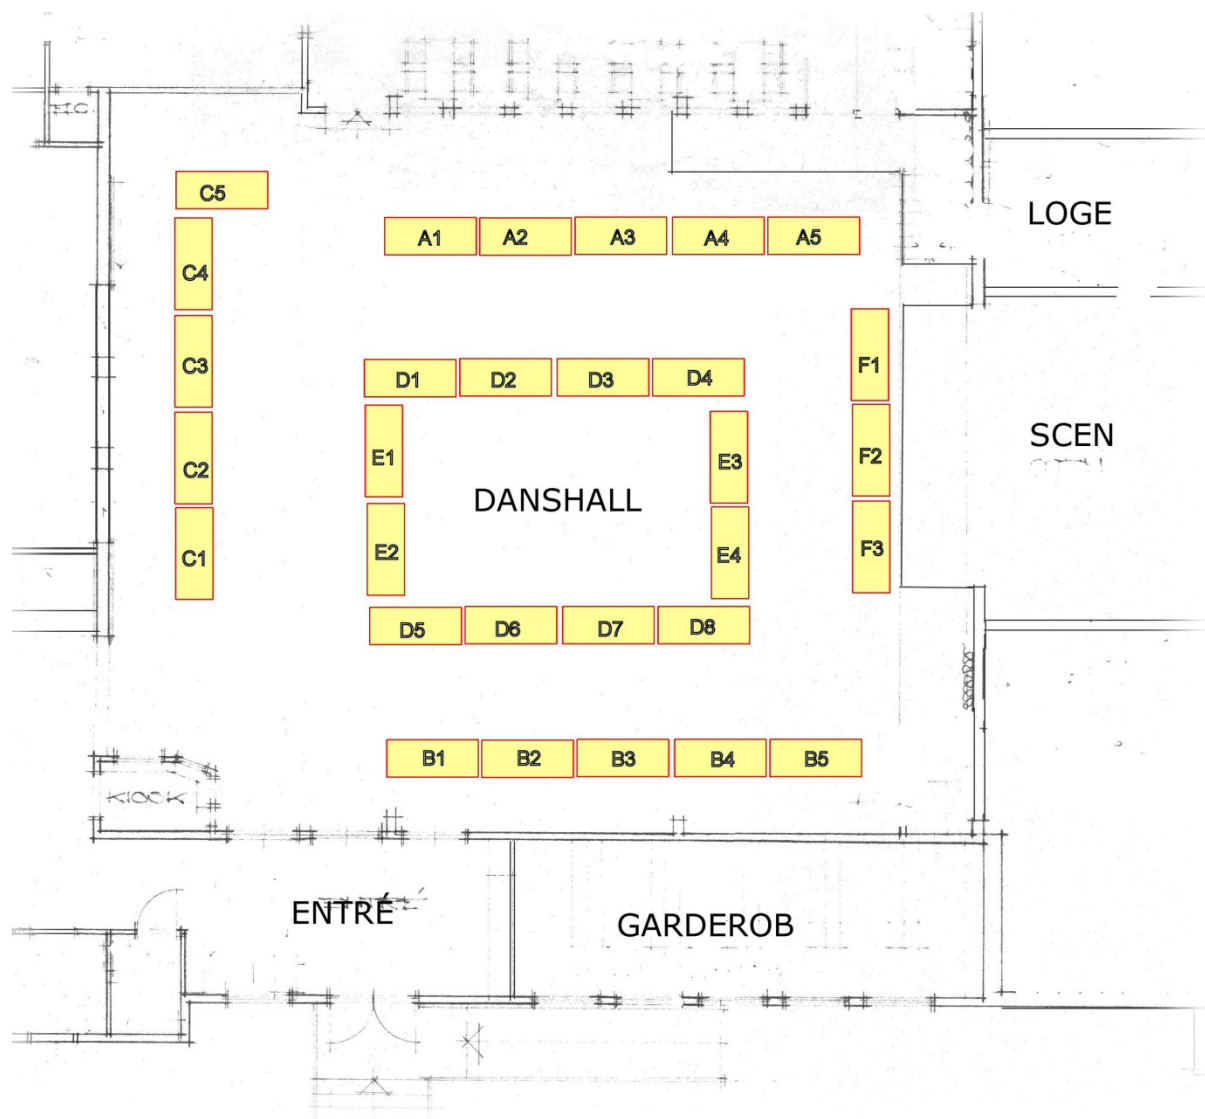 C5
LOGE
A1 A2 A3 A4 A5
C4
C3
F1
D1 D2 D3 D4
SCEN
E1
E3
F2
C2
DANSHALL
E2
E4
F3
C1
D5 D6 D7 D8
B1 B2 B3 B4 B5
KIOSK
ENTRÉ
GARDEROB